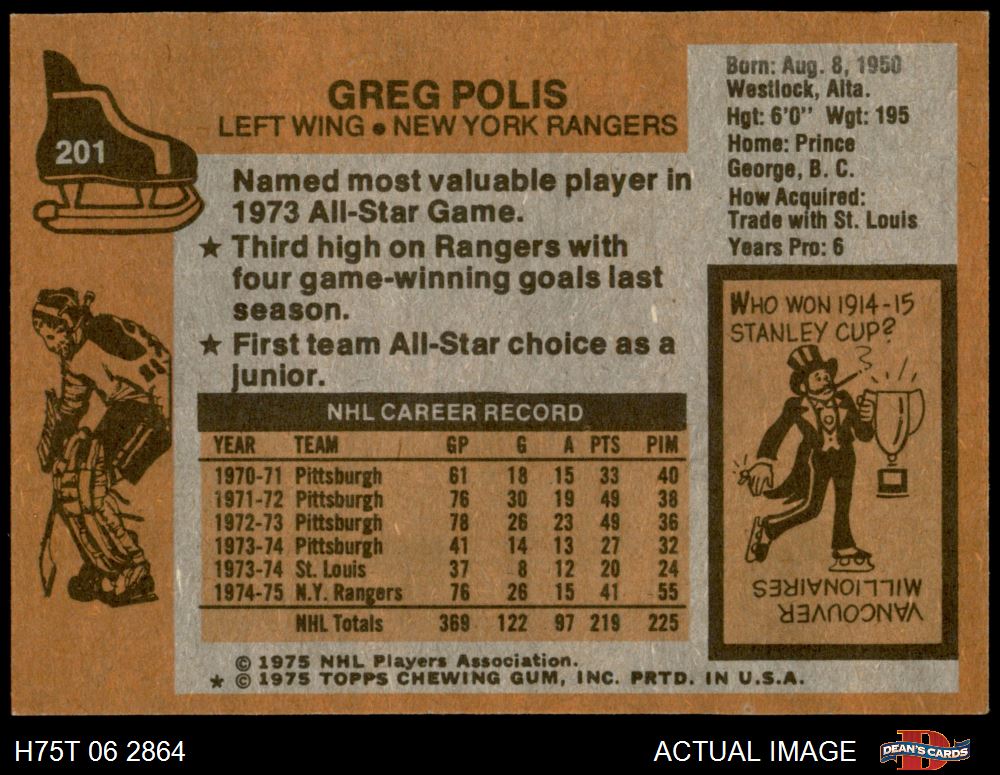 201
GREG POLIS
LEFT WING ● NEW YORK RANGERS
Named most valuable player in
1973 All-Star Game.
★ Third high on Rangers with
four game-winning goals last
season.
★ First team All-Star choice as a
junior.
Born: Aug. 8, 1950
Westlock, Alta.
Hgt: 6'0" Wgt: 195
Home: Prince
George, B. C.
How Acquired:
Trade with St. Louis
Years Pro: 6
WHO WON 1914-15
STANLEY CUP?
VANCOUVER
MILLIONAIRES
NHL CAREER RECORD
YEAR TEAM GP G A PTS PIM
1970-71 Pittsburgh 61 18 15 33 40
1971-72 Pittsburgh 76 30 19 49 38
1972-73 Pittsburgh 78 26 23 49 36
1973-74 Pittsburgh 41 14 13 27 32
1973-74 St. Louis 37 8 12 20 24
1974-75 N.Y. Rangers 76 26 15 41 55
NHL Totals 369 122 97 219 225
© 1975 NHL Players Association.
★ © 1975 TOPPS CHEWING GUM, INC. PRTD. IN U.S.A.
H75T 06 2864
ACTUAL IMAGE
D
DEAN'S CARDS